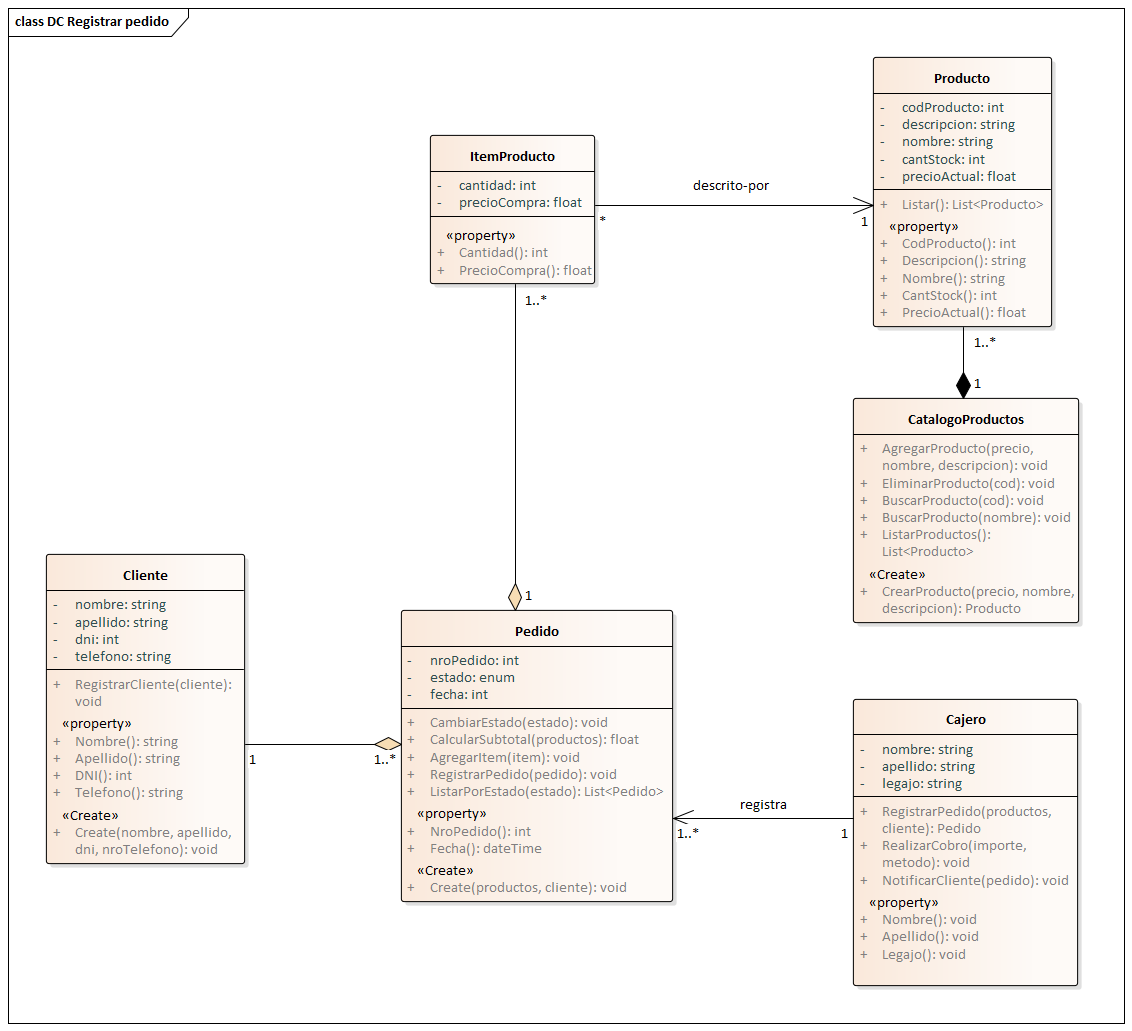 class DC Registrar pedido
Producto
- codProducto: int
- descripcion: string
- nombre: string
- cantStock: int
- precioActual: float
+ Listar(): List<Producto>
«property»
+ CodProducto(): int
+ Descripcion(): string
+ Nombre(): string
+ CantStock(): int
+ PrecioActual(): float
ItemProducto
- cantidad: int
- precioCompra: float
«property»
+ Cantidad(): int
+ PrecioCompra(): float
descrito-por
*
1
1..*
1..*
1
CatalogoProductos
+ AgregarProducto(precio,
nombre, descripcion): void
+ EliminarProducto(cod): void
+ BuscarProducto(cod): void
+ BuscarProducto(nombre): void
+ ListarProductos():
List<Producto>
«Create»
+ CrearProducto(precio, nombre,
descripcion): Producto
Cliente
- nombre: string
- apellido: string
- dni: int
- telefono: string
+ RegistrarCliente(cliente):
void
«property»
+ Nombre(): string
+ Apellido(): string
+ DNI(): int
+ Telefono(): string
«Create»
+ Create(nombre, apellido,
dni, nroTelefono): void
1
1..*
1
Pedido
- nroPedido: int
- estado: enum
- fecha: int
+ CambiarEstado(estado): void
+ CalcularSubtotal(productos): float
+ AgregarItem(item): void
+ RegistrarPedido(pedido): void
+ ListarPorEstado(estado): List<Pedido>
«property»
+ NroPedido(): int
+ Fecha(): dateTime
«Create»
+ Create(productos, cliente): void
registra
1..*
1
Cajero
- nombre: string
- apellido: string
- legajo: string
+ RegistrarPedido(productos,
cliente): Pedido
+ RealizarCobro(importe,
metodo): void
+ NotificarCliente(pedido): void
«property»
+ Nombre(): void
+ Apellido(): void
+ Legajo(): void